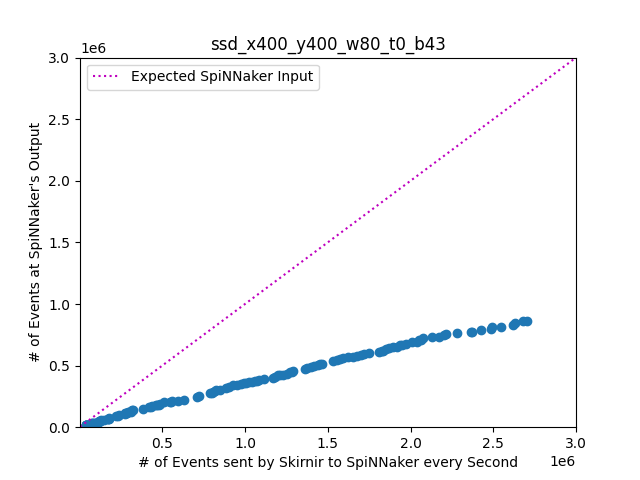 ssd_x400_y400_w80_t0_b43
1e6
Expected SpiNNaker Input
3.0
2.5
2.0
1.5
1.0
0.5
0.0
# of Events at SpiNNaker's Output
0.5 1.0 1.5 2.0 2.5 3.0
# of Events sent by Skirnir to SpiNNaker every Second
1e6